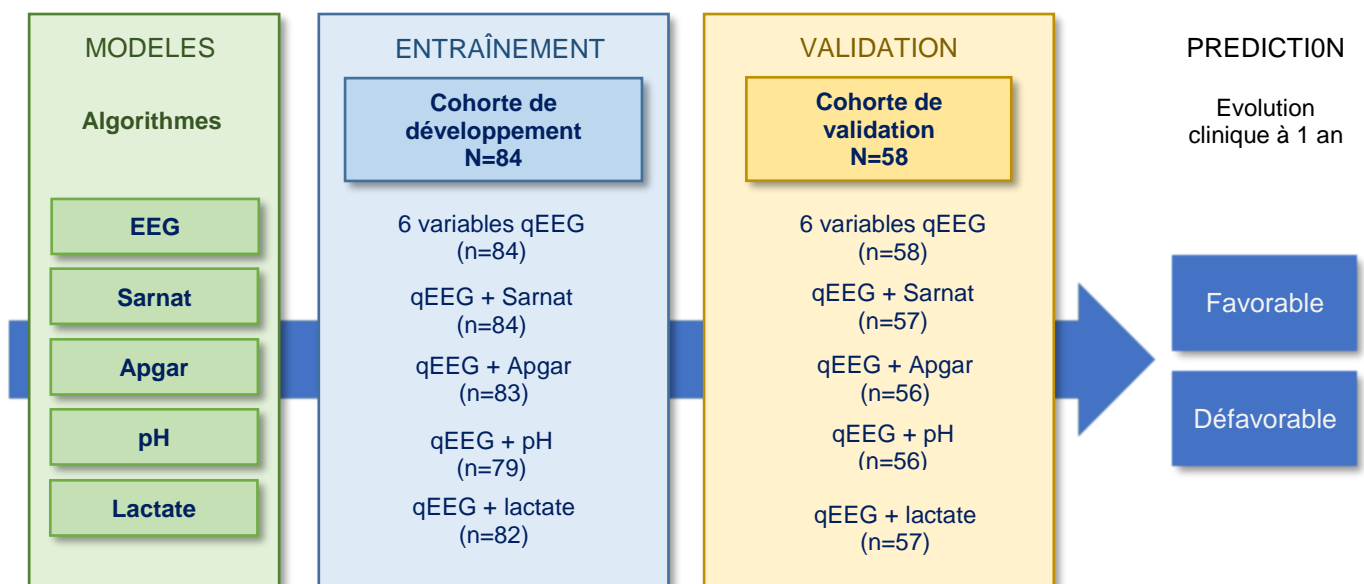 MODELES
Algorithmes
EEG
Sarnat
Apgar
pH
Lactate
ENTRAÎNEMENT
Cohorte de
développement
N=84
6 variables qEEG
(n=84)
qEEG + Sarnat
(n=84)
qEEG + Apgar
(n=83)
qEEG + pH
(n=79)
qEEG + lactate
(n=82)
VALIDATION
Cohorte de
validation
N=58
6 variables qEEG
(n=58)
qEEG + Sarnat
(n=57)
qEEG + Apgar
(n=56)
qEEG + pH
(n=56)
qEEG + lactate
(n=57)
PREDICTI0N
Evolution
clinique à 1 an
Favorable
Défavorable